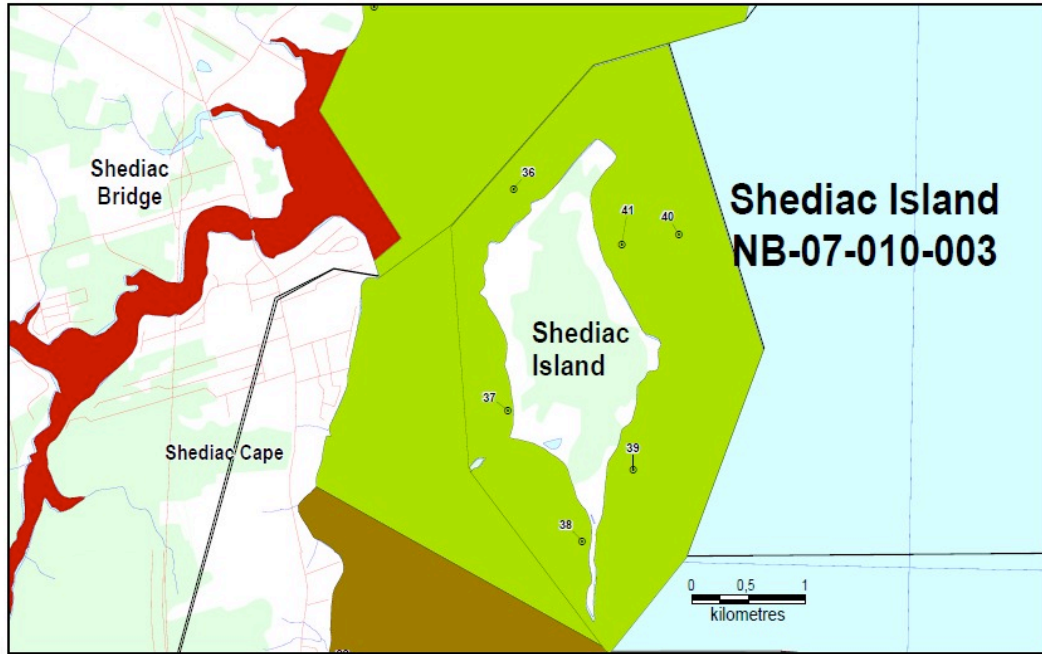 Shediac
Bridge
36
41
40
Shediac Island
NB-07-010-003
Shediac
Island
37
Shediac Cape
39
38
0 0,5 1
kilometres